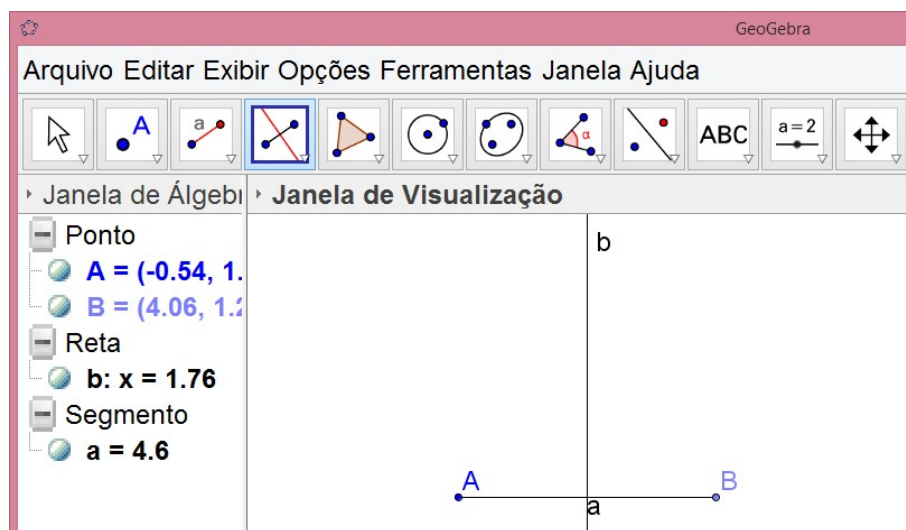 GeoGebra
Arquivo Editar Exibir Opções Ferramentas Janela Ajuda
A a α ABC a=2
Janela de Álgebr Janela de Visualização
Ponto
A = (-0.54, 1.
B = (4.06, 1.2
Reta
b: x = 1.76
Segmento
a = 4.6
b
A B
a